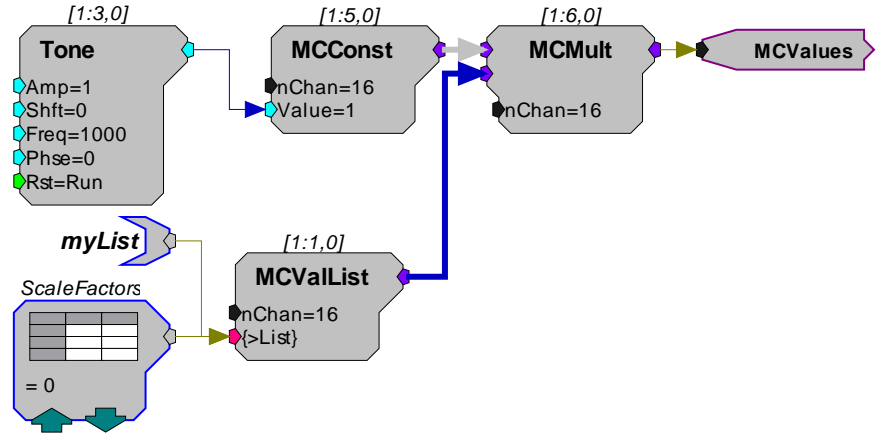 [1:3,0]
Tone
Amp=1
Shft=0
Freq=1000
Phse=0
Rst=Run
[1:5,0]
MCConst
nChan=16
Value=1
[1:6,0]
MCMult
nChan=16
MCValues
myList
[1:1,0]
MCValList
nChan=16
{>List}
ScaleFactors
= 0